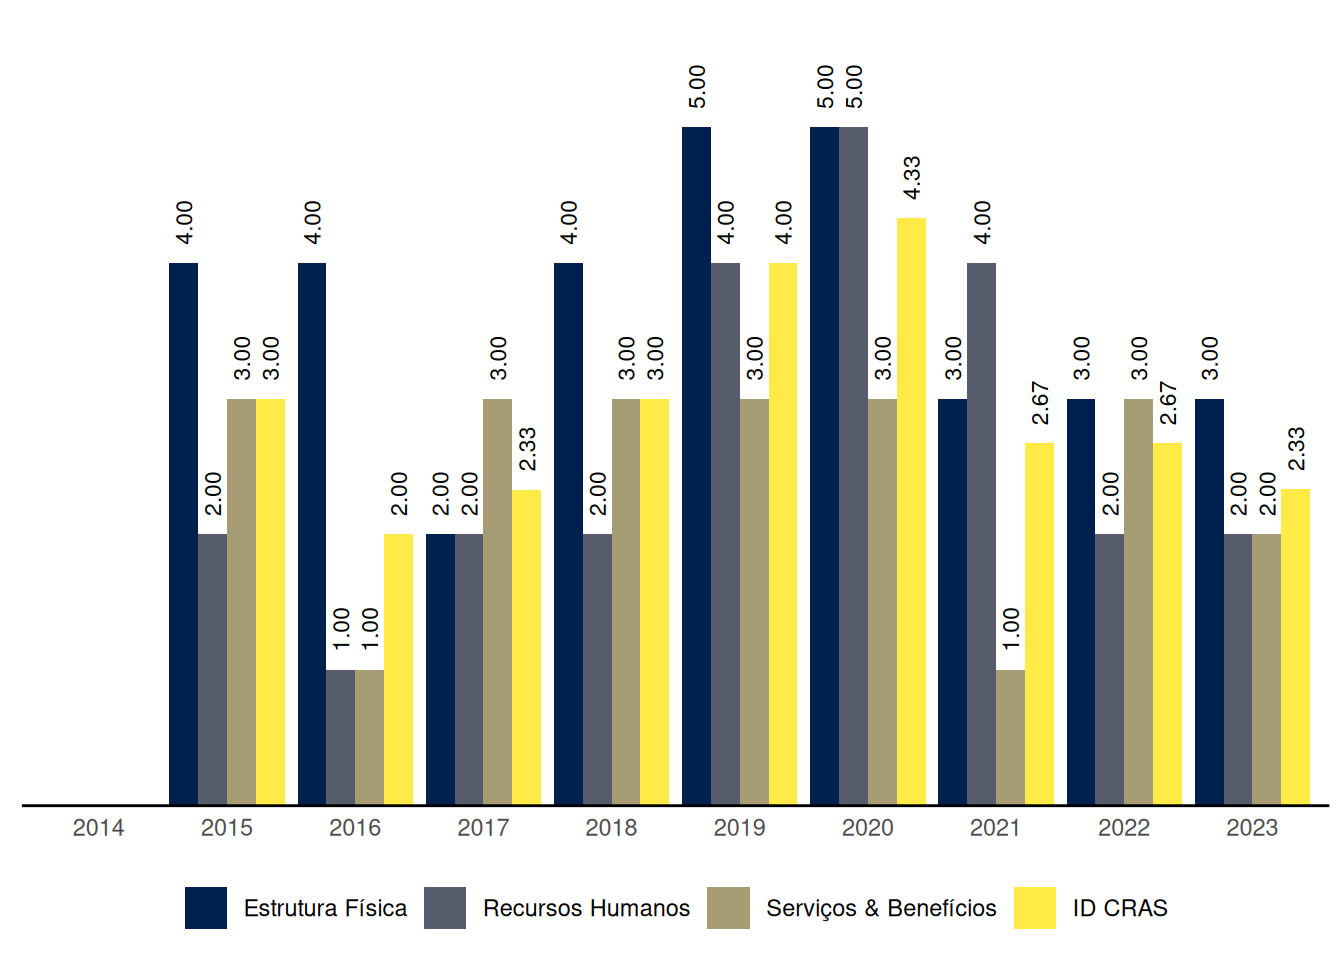 5.00 5.00 5.00
4.33
4.00 4.00 4.00 4.00 4.00 4.00
3.00 3.00 3.00 3.00 3.00 3.00 3.00 3.00 3.00 3.00 3.00
2.67 2.67
2.33 2.33
2.00 2.00 2.00 2.00 2.00 2.00 2.00 2.00
1.00 1.00 1.00
2014 2015 2016 2017 2018 2019 2020 2021 2022 2023
Estrutura Física Recursos Humanos Serviços & Benefícios ID CRAS